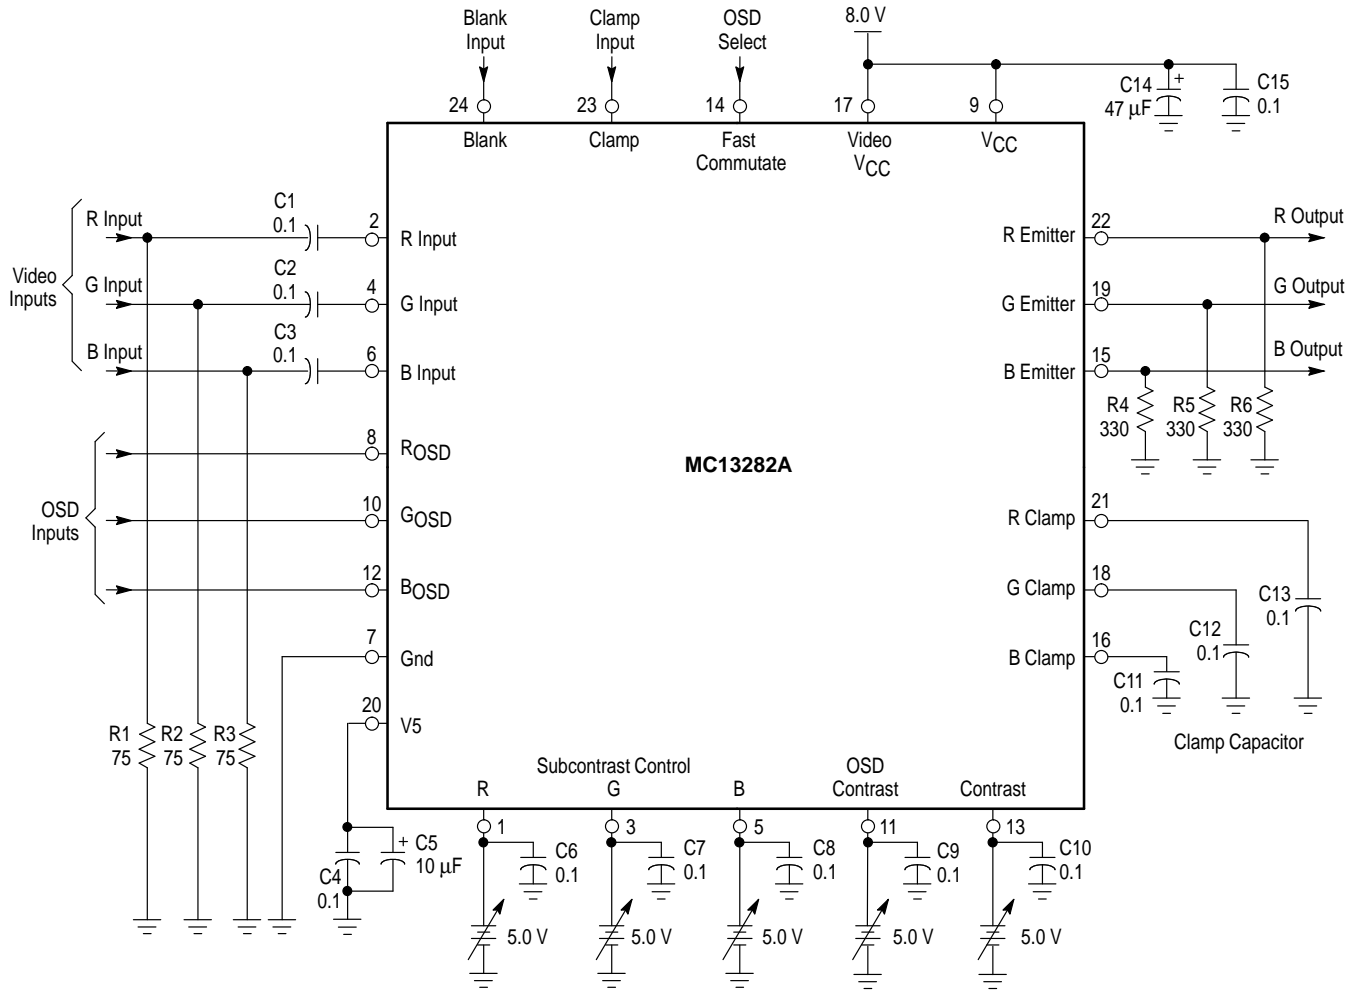 Blank
Input
Clamp
Input
OSD
Select
8.0 V
C14
+
47 µF
C15
0.1
24
23
14
17
9
Blank
Clamp
Fast
Commutate
Video
VCC
VCC
Video
Inputs
R Input
C1
0.1
2
R Input
G Input
C2
0.1
4
G Input
B Input
C3
0.1
6
B Input
OSD
Inputs
8
ROSD
10
GOSD
12
BOSD
7
Gnd
20
V5
R1
75
R2
75
R3
75
MC13282A
R Emitter
22
R Output
G Emitter
19
G Output
B Emitter
15
B Output
R4
330
R5
330
R6
330
R Clamp
21
G Clamp
18
B Clamp
16
C13
0.1
C12
0.1
C11
0.1
Clamp Capacitor
Subcontrast Control
R
G
B
OSD
Contrast
Contrast
1
3
5
11
13
C4
0.1
+
C5
10 µF
C6
0.1
C7
0.1
C8
0.1
C9
0.1
C10
0.1
5.0 V
5.0 V
5.0 V
5.0 V
5.0 V